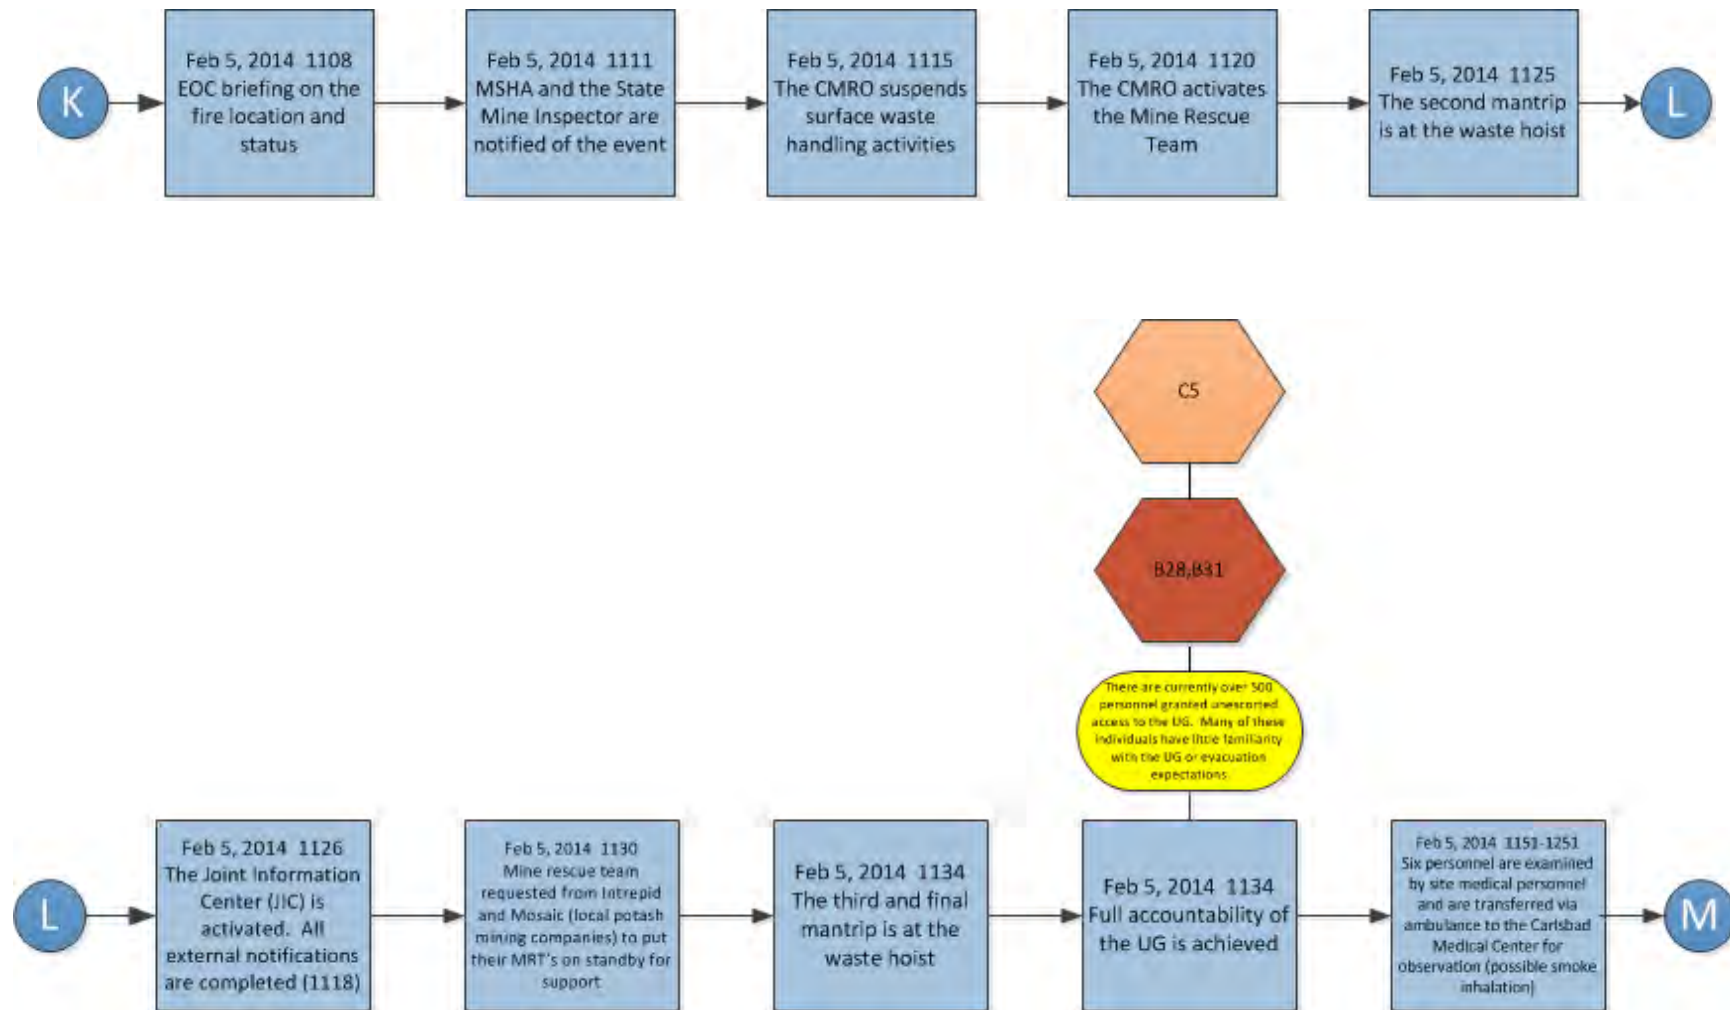 K
Feb 5, 2014 1108
EOC briefing on the
fire location and
status
Feb 5, 2014 1111
MSHA and the State
Mine Inspector are
notified of the event
Feb 5, 2014 1115
The CMRO suspends
surface waste
handling activities
Feb 5, 2014 1120
The CMRO activates
the Mine Rescue
Team
Feb 5, 2014 1125
The second mantrip
is at the waste hoist
L
C5
B28,B31
There are currently over 500
personnel granted unescorted
access to the UG. Many of these
individuals have little familiarity
with the UG or evacuation
expectations
L
Feb 5, 2014 1126
The Joint Information
Center (JIC) is
activated. All
external notifications
are completed (1118)
Feb 5, 2014 1130
Mine rescue team
requested from Intrepid
and Mosaic (local potash
mining companies) to put
their MRT's on standby for
support
Feb 5, 2014 1134
The third and final
mantrip is at the
waste hoist
Feb 5, 2014 1134
Full accountability of
the UG is achieved
Feb 5, 2014 1151-1251
Six personnel are examined
by site medical personnel
and are transferred via
ambulance to the Carlsbad
Medical Center for
observation (possible smoke
inhalation)
M